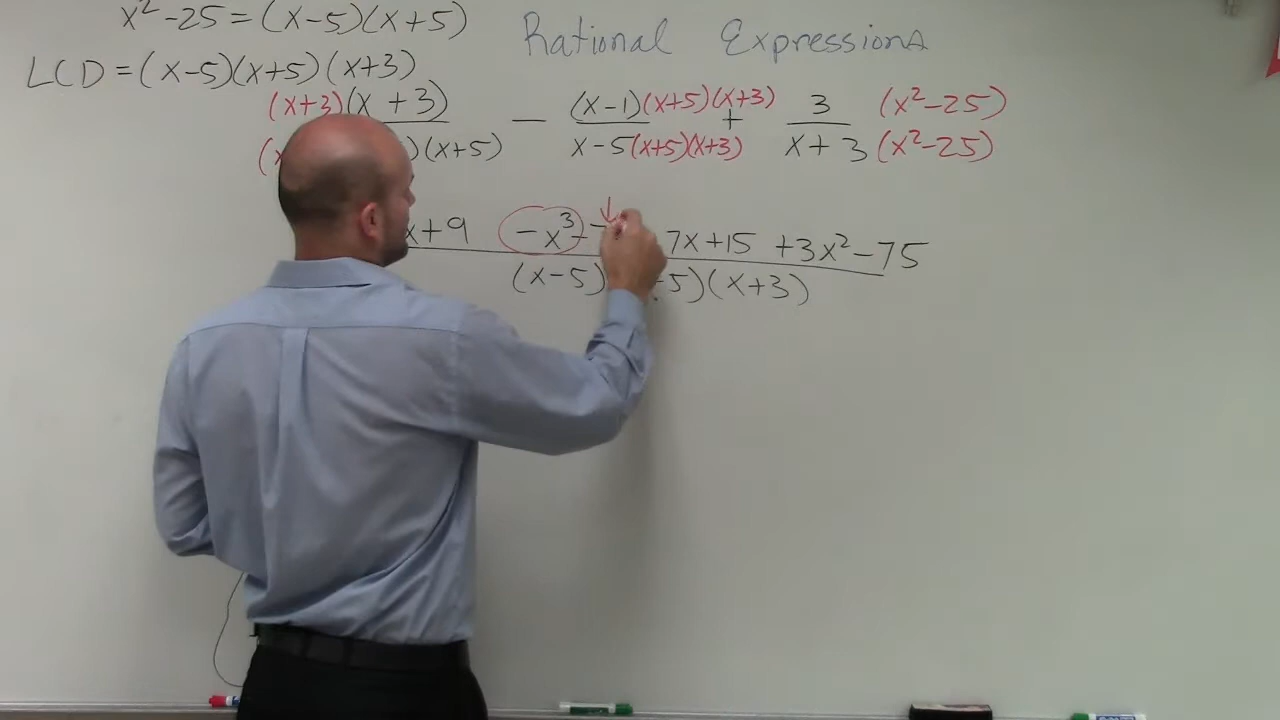 x² - 25 = (x-5)(x+5)
Rational Expressions
LCD = (x-5)(x+5)(x+3)
(x+3)(x+3) (x-1)(x+5)(x+3) 3 (x²-25)
— +
( )(x+5) x-5(x+5)(x+3) x+3 (x²-25)
x+9 -x³-7 7x+15 +3x²-75
(x-5) -5)(x+3)